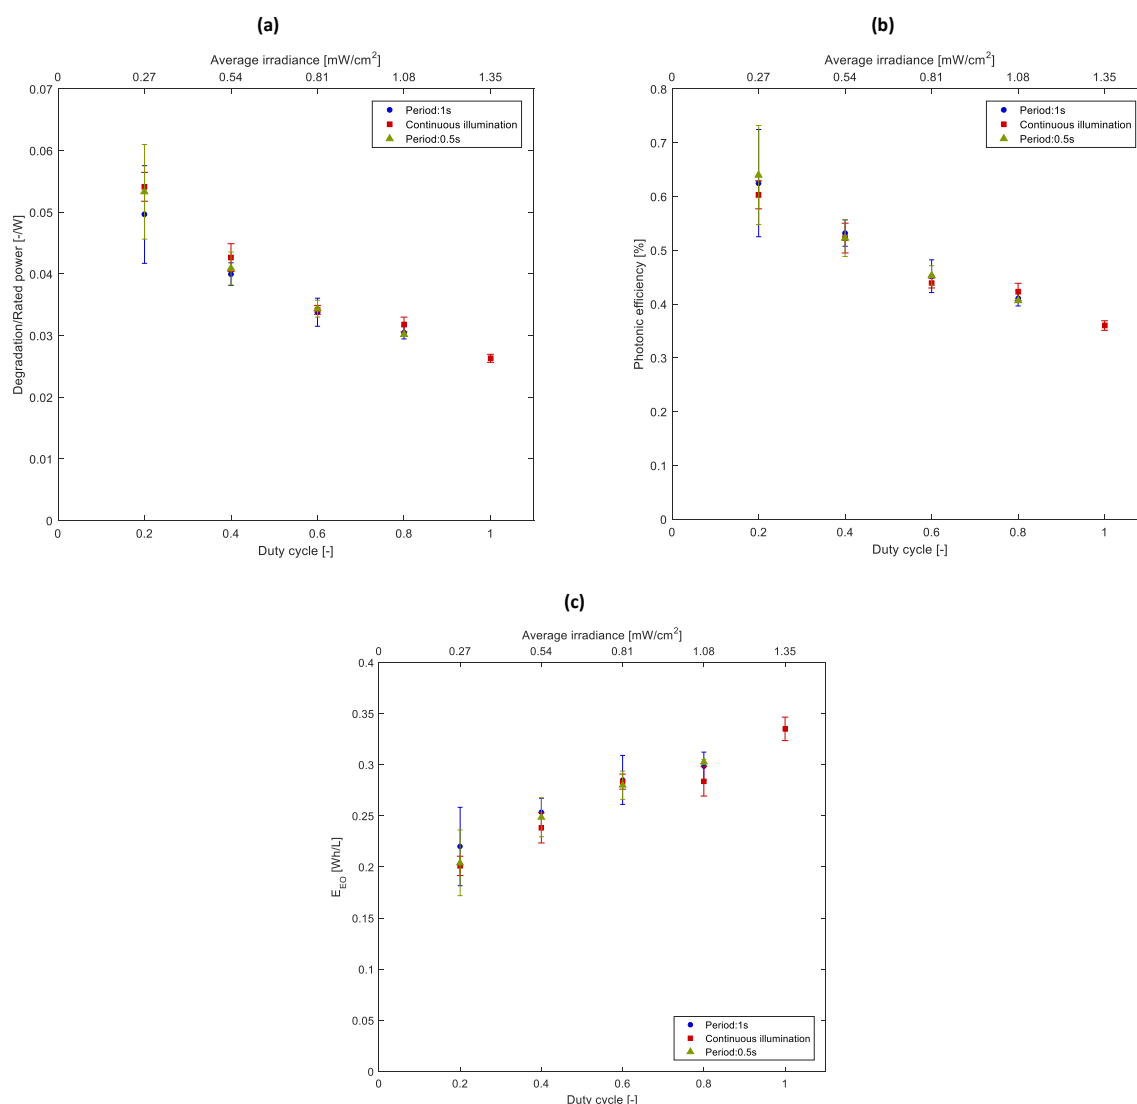 (a)
Average irradiance [mW/cm²]
0 0.27 0.54 0.81 1.08 1.35
0.07
0.06
0.05
0.04
0.03
0.02
0.01
0
Degradation/Rated power [-/W]
Period:1s
Continuous illumination
Period:0.5s
0 0.2 0.4 0.6 0.8 1
Duty cycle [-]
(b)
Average irradiance [mW/cm²]
0 0.27 0.54 0.81 1.08 1.35
0.8
0.7
0.6
0.5
0.4
0.3
0.2
0.1
0
Photonic efficiency [%]
Period:1s
Continuous illumination
Period:0.5s
0 0.2 0.4 0.6 0.8 1
Duty cycle [-]
(c)
Average irradiance [mW/cm²]
0 0.27 0.54 0.81 1.08 1.35
0.4
0.35
0.3
0.25
0.2
0.15
0.1
0.05
0
E_EO [Wh/L]
Period:1s
Continuous illumination
Period:0.5s
0 0.2 0.4 0.6 0.8 1
Duty cycle [-]